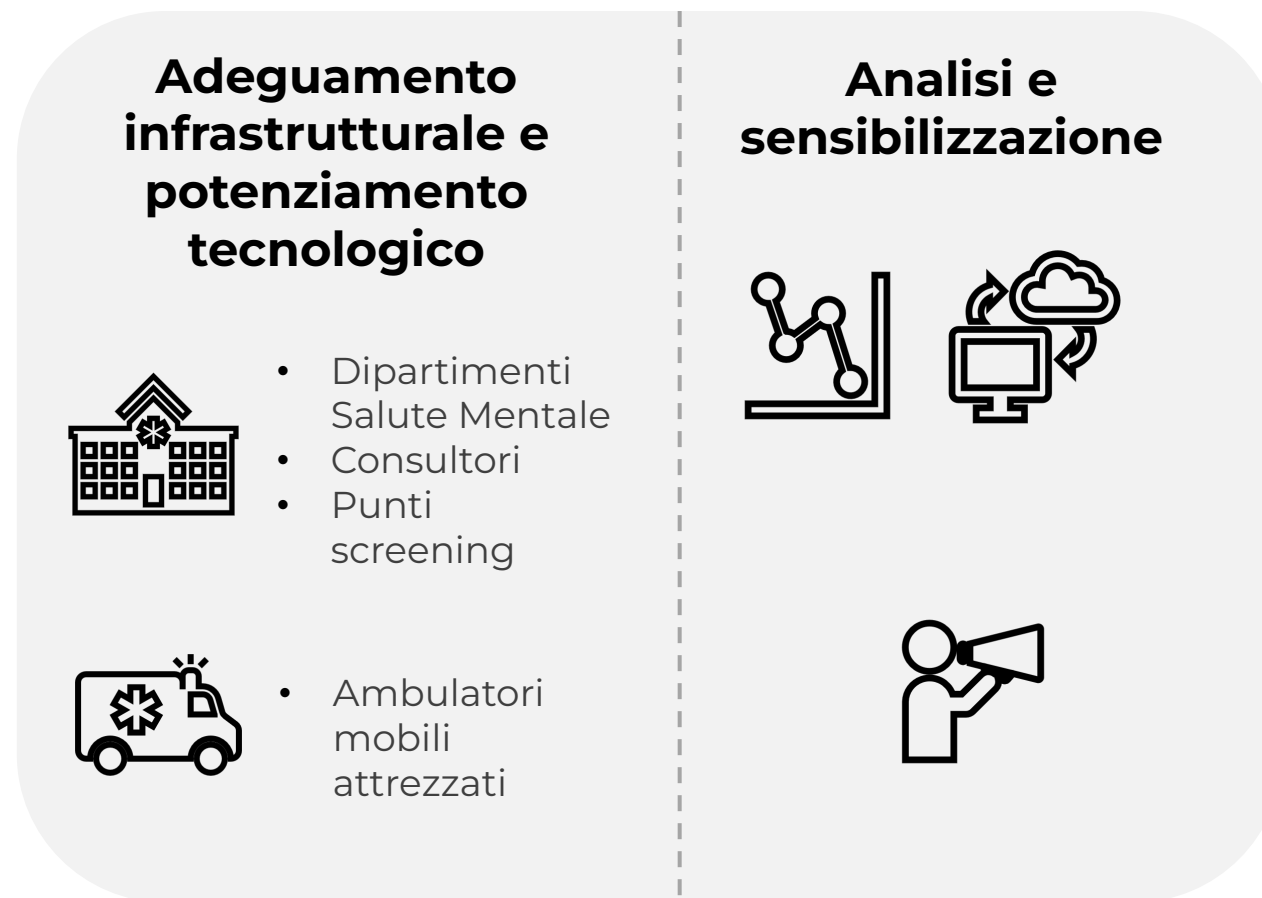 Adeguamento
infrastrutturale e
potenziamento
tecnologico
• Dipartimenti
Salute Mentale
• Consultori
• Punti
screening
• Ambulatori
mobili
attrezzati
Analisi e
sensibilizzazione